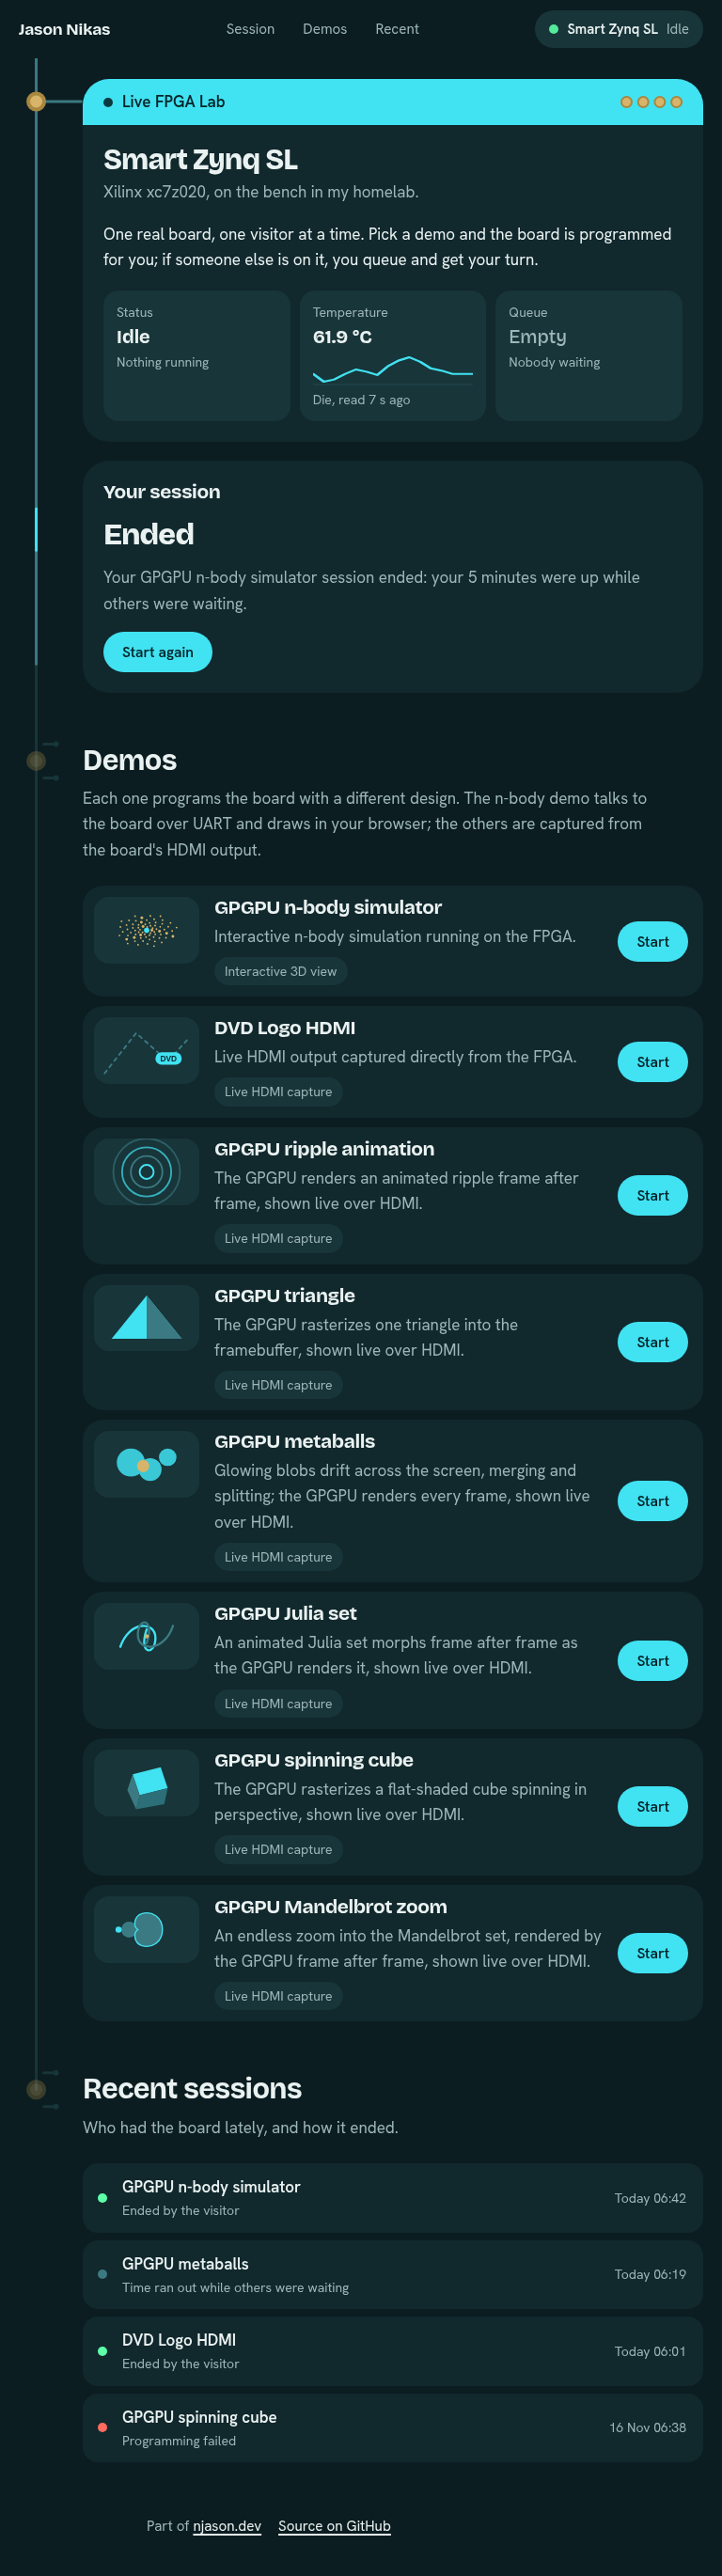 Jason Nikas
Session Demos Recent
Smart Zynq SL Idle
Live FPGA Lab
Smart Zynq SL
Xilinx xc7z020, on the bench in my homelab.
One real board, one visitor at a time. Pick a demo and the board is programmed
for you; if someone else is on it, you queue and get your turn.
Status
Idle
Nothing running
Temperature
61.9 °C
Die, read 7 s ago
Queue
Empty
Nobody waiting
Your session
Ended
Your GPGPU n-body simulator session ended: your 5 minutes were up while
others were waiting.
Start again
Demos
Each one programs the board with a different design. The n-body demo talks to
the board over UART and draws in your browser; the others are captured from
the board's HDMI output.
GPGPU n-body simulator
Interactive n-body simulation running on the FPGA.
Interactive 3D view
Start
DVD
DVD Logo HDMI
Live HDMI output captured directly from the FPGA.
Live HDMI capture
Start
GPGPU ripple animation
The GPGPU renders an animated ripple frame after
frame, shown live over HDMI.
Live HDMI capture
Start
GPGPU triangle
The GPGPU rasterizes one triangle into the
framebuffer, shown live over HDMI.
Live HDMI capture
Start
GPGPU metaballs
Glowing blobs drift across the screen, merging and
splitting; the GPGPU renders every frame, shown live
over HDMI.
Live HDMI capture
Start
GPGPU Julia set
An animated Julia set morphs frame after frame as
the GPGPU renders it, shown live over HDMI.
Live HDMI capture
Start
GPGPU spinning cube
The GPGPU rasterizes a flat-shaded cube spinning in
perspective, shown live over HDMI.
Live HDMI capture
Start
GPGPU Mandelbrot zoom
An endless zoom into the Mandelbrot set, rendered by
the GPGPU frame after frame, shown live over HDMI.
Live HDMI capture
Start
Recent sessions
Who had the board lately, and how it ended.
GPGPU n-body simulator
Ended by the visitor
Today 06:42
GPGPU metaballs
Time ran out while others were waiting
Today 06:19
DVD Logo HDMI
Ended by the visitor
Today 06:01
GPGPU spinning cube
Programming failed
16 Nov 06:38
Part of njason.dev Source on GitHub